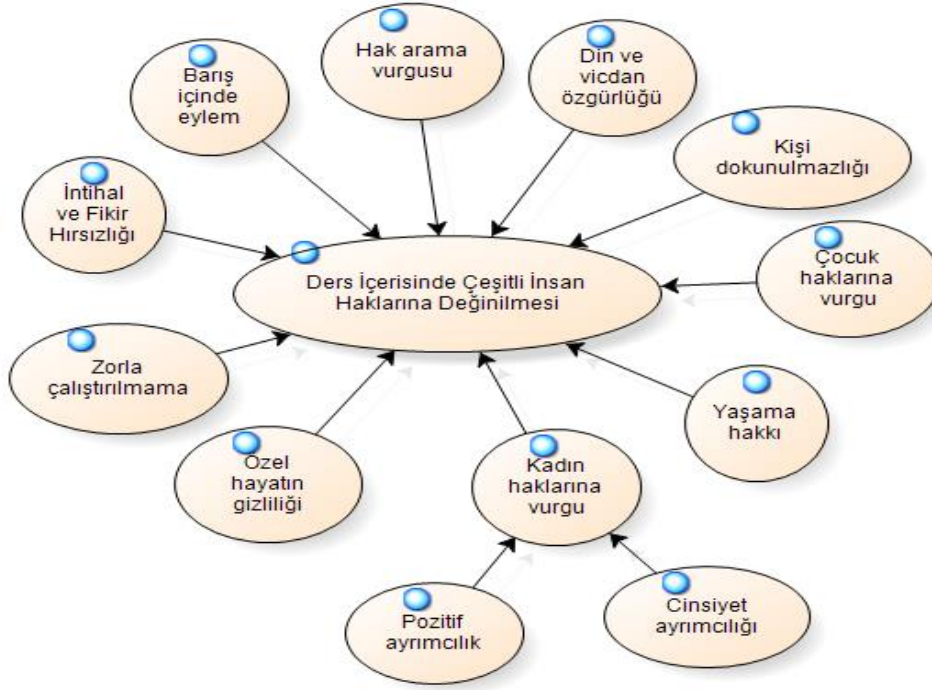 Hak arama
vurgusu
Din ve
vicdan
özgürlüğü
Barış
içinde
eylem
Kişi
dokunulmazlığı
İntihal
ve Fikir
Hırsızlığı
Çocuk
haklarına
vurgu
Ders İçerisinde Çeşitli İnsan
Haklarına Değinilmesi
Zorla
çalıştırılmama
Yaşama
hakkı
Özel
hayatın
gizliliği
Kadın
haklarına
vurgu
Pozitif
ayrımcılık
Cinsiyet
ayrımcılığı